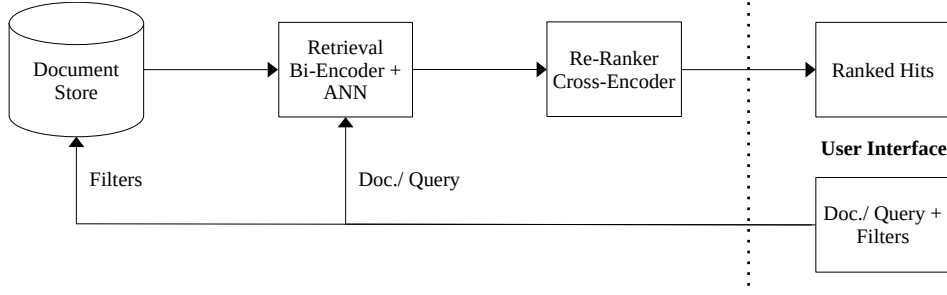 Document
Store
Retrieval
Bi-Encoder +
ANN
Re-Ranker
Cross-Encoder
Ranked Hits
User Interface
Filters
Doc./ Query
Doc./ Query +
Filters